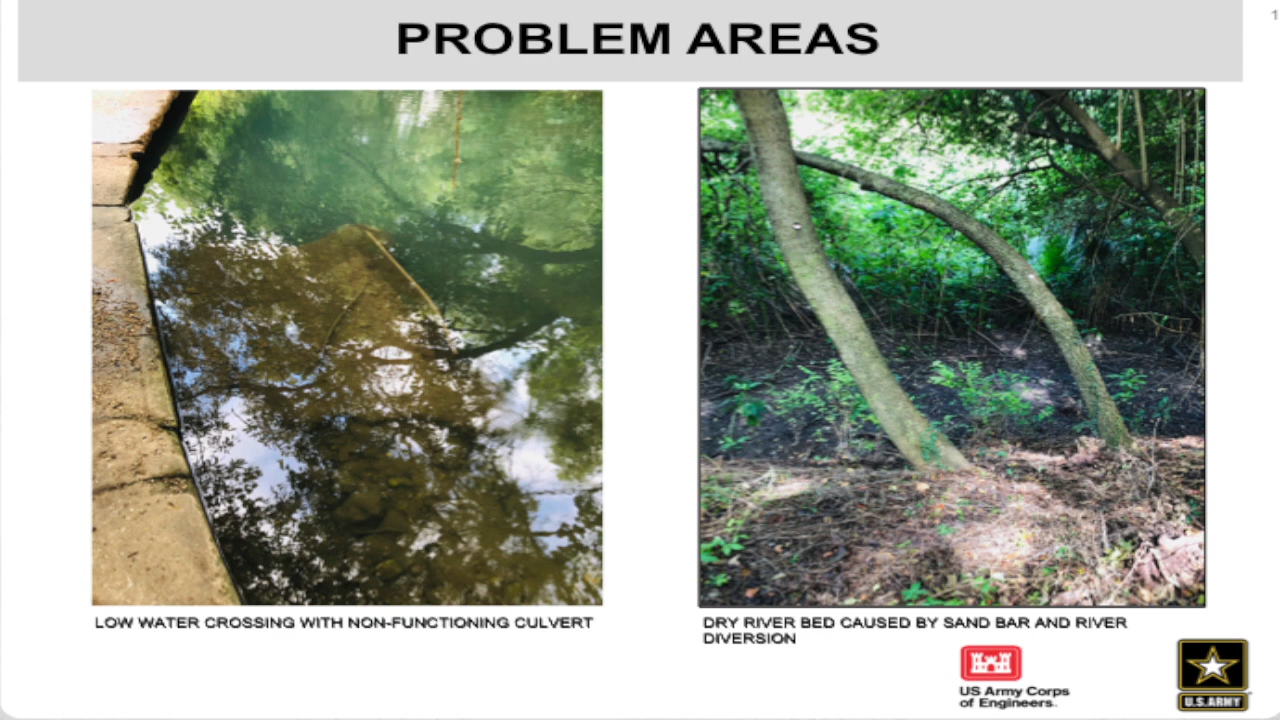 1
PROBLEM AREAS
LOW WATER CROSSING WITH NON-FUNCTIONING CULVERT
DRY RIVER BED CAUSED BY SAND BAR AND RIVER
DIVERSION
US Army Corps
of Engineers.
U.S.ARMY